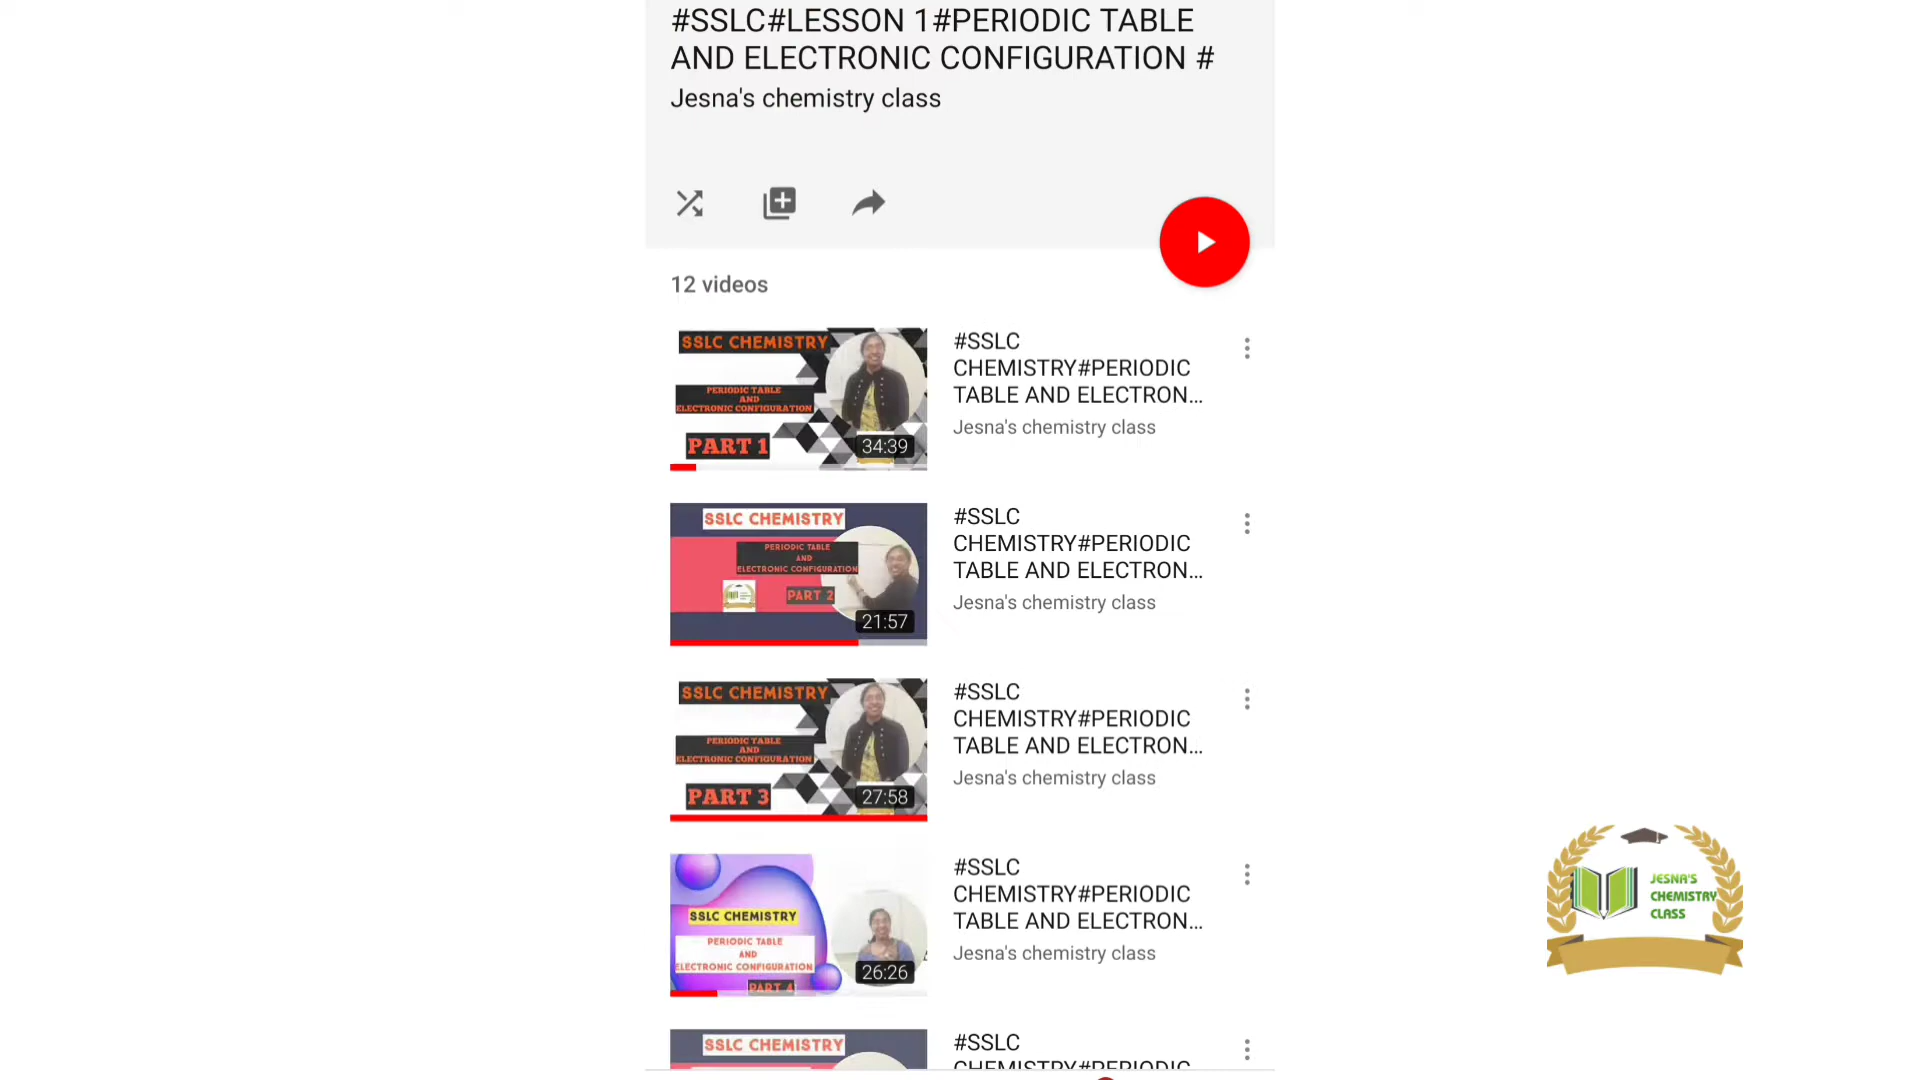 #SSLC#LESSON 1#PERIODIC TABLE
AND ELECTRONIC CONFIGURATION #
Jesna's chemistry class
12 videos
SSLC CHEMISTRY
PERIODIC TABLE
AND
ELECTRONIC CONFIGURATION
PART 1
34:39
#SSLC
CHEMISTRY#PERIODIC
TABLE AND ELECTRON...
Jesna's chemistry class
SSLC CHEMISTRY
PERIODIC TABLE
AND
ELECTRONIC CONFIGURATION
PART 2
21:57
#SSLC
CHEMISTRY#PERIODIC
TABLE AND ELECTRON...
Jesna's chemistry class
SSLC CHEMISTRY
PERIODIC TABLE
AND
ELECTRONIC CONFIGURATION
PART 3
27:58
#SSLC
CHEMISTRY#PERIODIC
TABLE AND ELECTRON...
Jesna's chemistry class
SSLC CHEMISTRY
PERIODIC TABLE
AND
ELECTRONIC CONFIGURATION
PART 4
26:26
#SSLC
CHEMISTRY#PERIODIC
TABLE AND ELECTRON...
Jesna's chemistry class
SSLC CHEMISTRY
#SSLC
CHEMISTRY#PERIODIC
JESNA'S
CHEMISTRY
CLASS